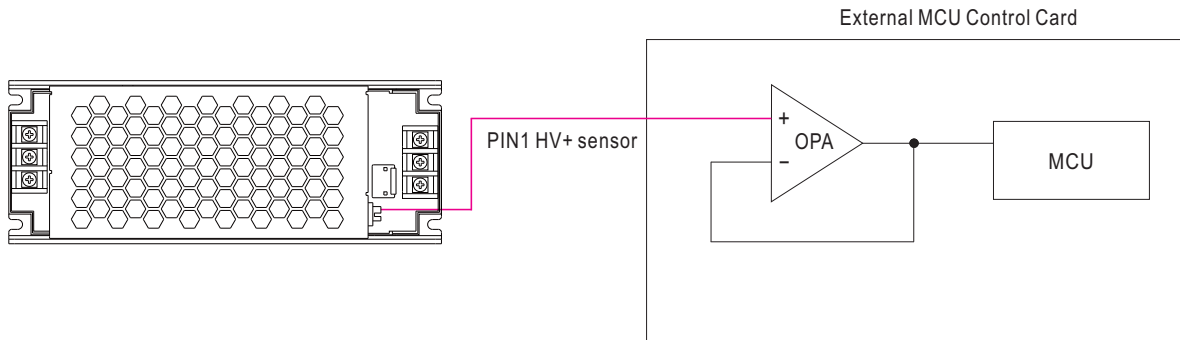 External MCU Control Card
PIN1 HV+ sensor
+
OPA
−
MCU